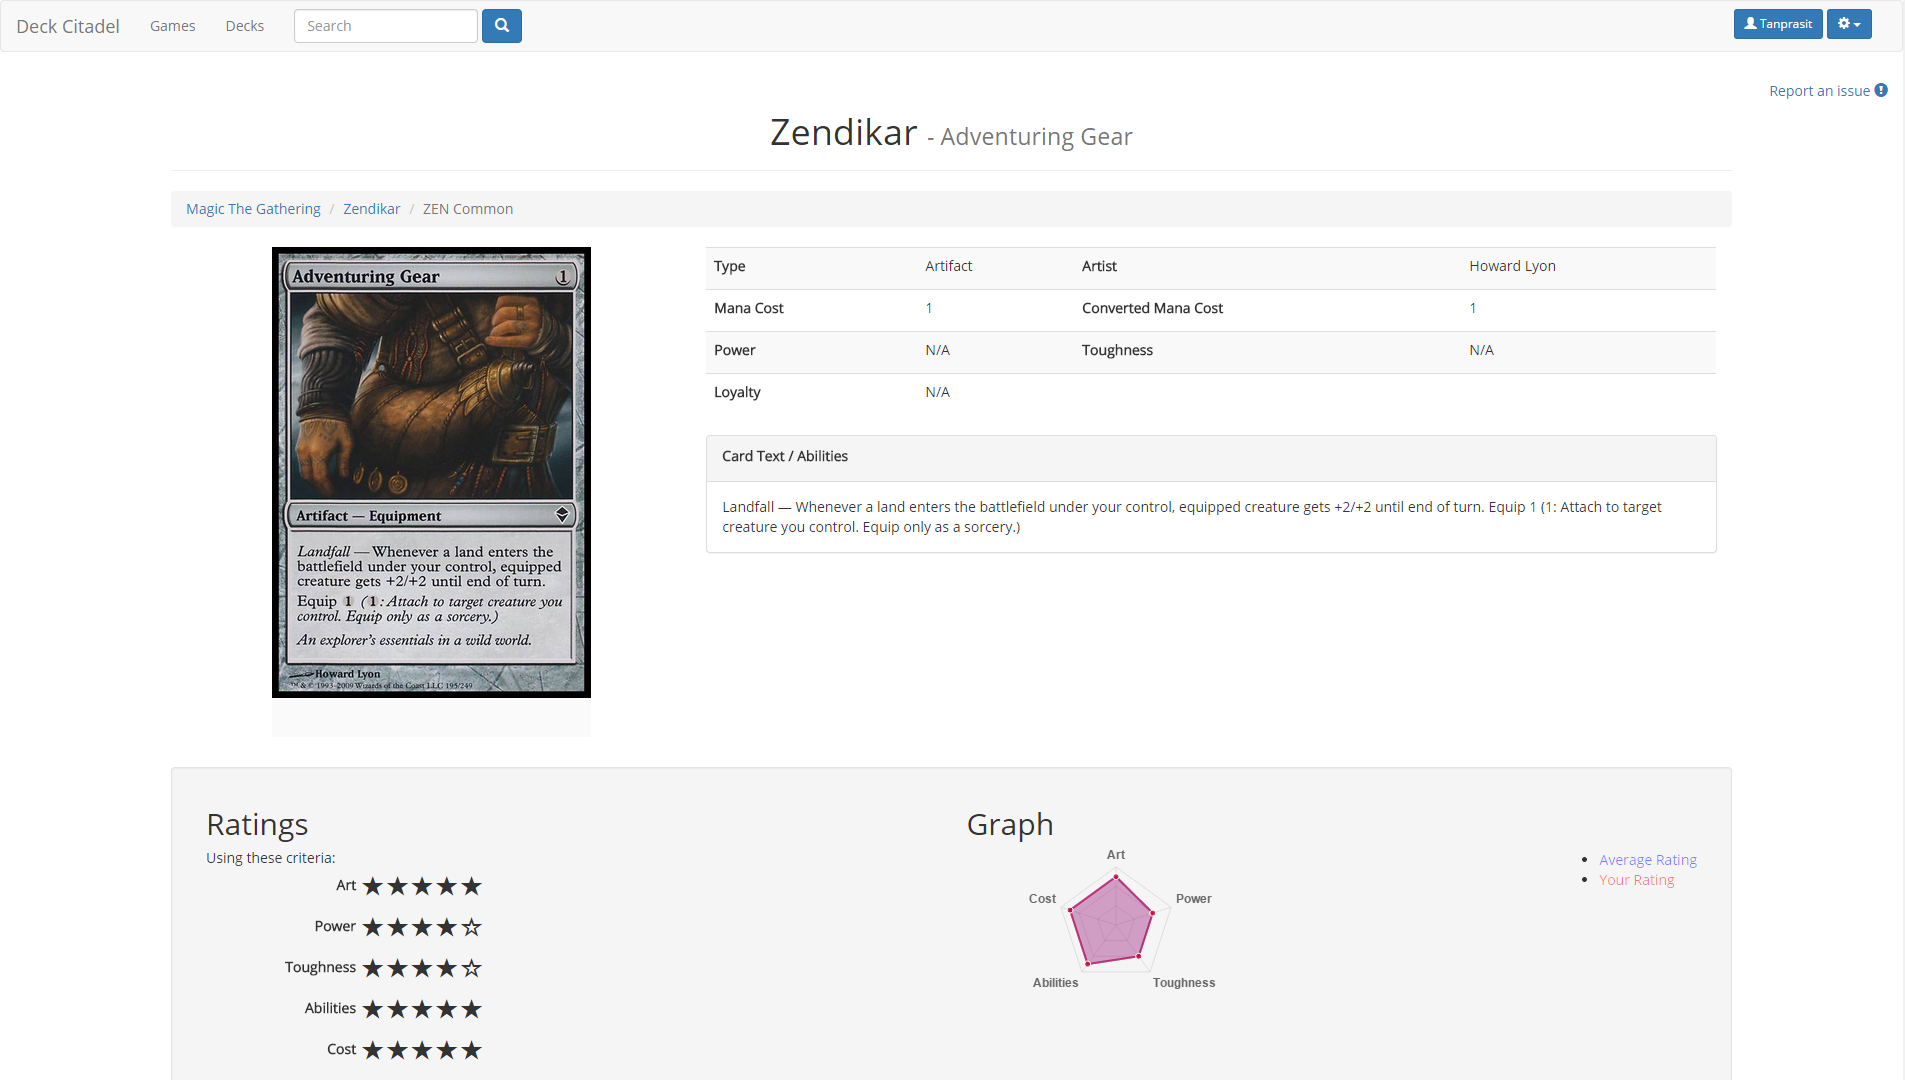 Deck Citadel Games Decks Search Tanprasit
Report an issue
Zendikar - Adventuring Gear
Magic The Gathering / Zendikar / ZEN Common
Adventuring Gear 1
Artifact — Equipment
Landfall — Whenever a land enters the
battlefield under your control, equipped
creature gets +2/+2 until end of turn.
Equip 1 (1: Attach to target creature you
control. Equip only as a sorcery.)
An explorer's essentials in a wild world.
Howard Lyon
™ & © 1993-2009 Wizards of the Coast LLC 195/249
Type Artifact Artist Howard Lyon
Mana Cost 1 Converted Mana Cost 1
Power N/A Toughness N/A
Loyalty N/A
Card Text / Abilities
Landfall — Whenever a land enters the battlefield under your control, equipped creature gets +2/+2 until end of turn. Equip 1 (1: Attach to target
creature you control. Equip only as a sorcery.)
Ratings
Using these criteria:
Art ★★★★★
Power ★★★★☆
Toughness ★★★★☆
Abilities ★★★★★
Cost ★★★★★
Graph
Art
Cost Power
Abilities Toughness
• Average Rating
• Your Rating